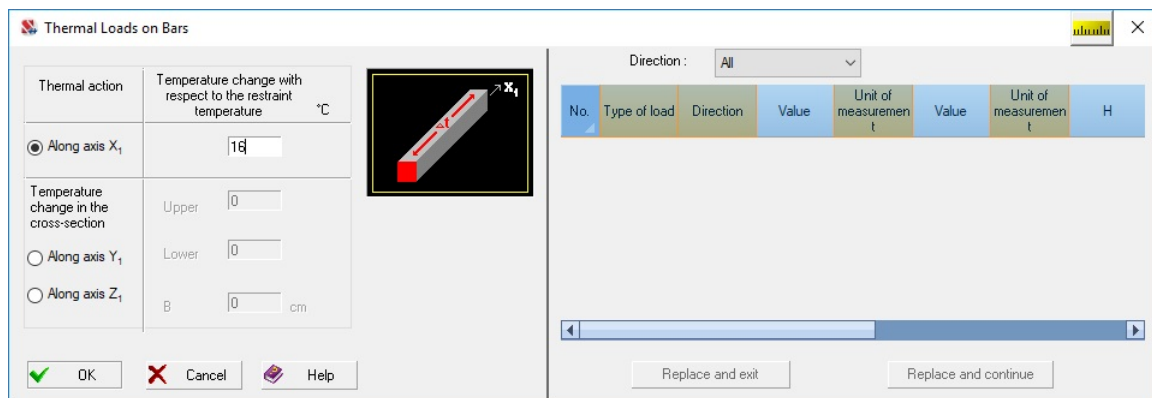 Thermal Loads on Bars
Thermal action
Temperature change with
respect to the restraint
temperature °C
Along axis X₁
16
Temperature
change in the
cross-section
Upper 0
Along axis Y₁
Lower 0
Along axis Z₁
B 0 cm
OK
Cancel
Help
Δt
X₁
Direction :
All
No.
Type of load
Direction
Value
Unit of
measuremen
t
Value
Unit of
measuremen
t
H
Replace and exit
Replace and continue